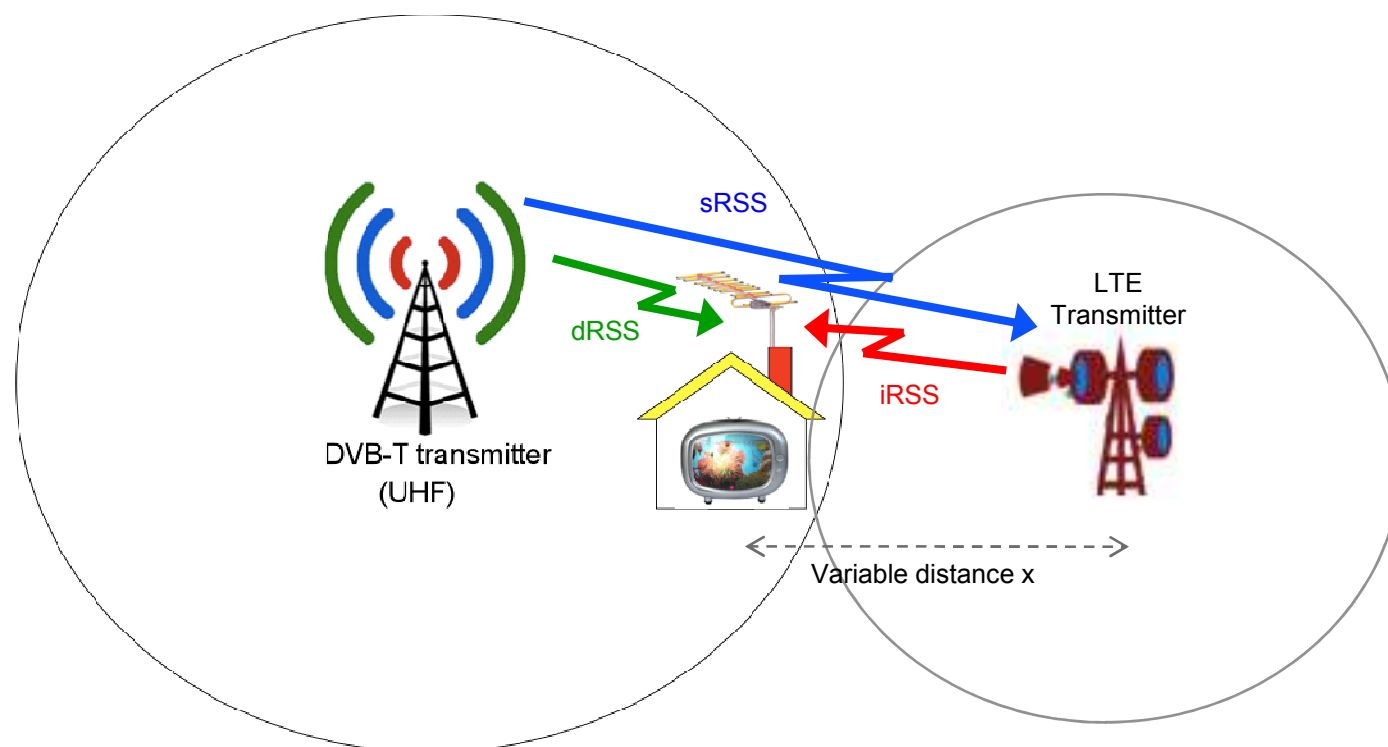 sRSS
LTE
Transmitter
dRSS
iRSS
DVB-T transmitter
(UHF)
Variable distance x